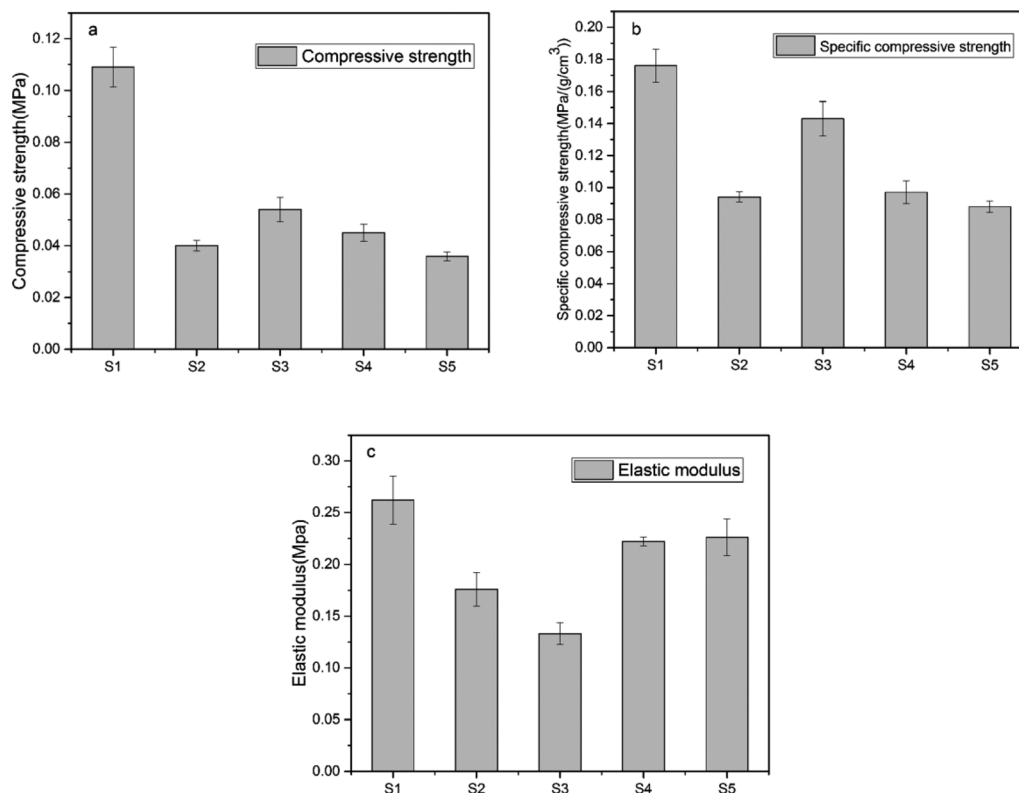 a
Compressive strength
Compressive strength(MPa)
0.12
0.10
0.08
0.06
0.04
0.02
0.00
S1 S2 S3 S4 S5
b
Specific compressive strength
Specific compressive strength(MPa/(g/cm³))
0.20
0.18
0.16
0.14
0.12
0.10
0.08
0.06
0.04
0.02
0.00
S1 S2 S3 S4 S5
c
Elastic modulus
Elastic modulus(Mpa)
0.30
0.25
0.20
0.15
0.10
0.05
0.00
S1 S2 S3 S4 S5